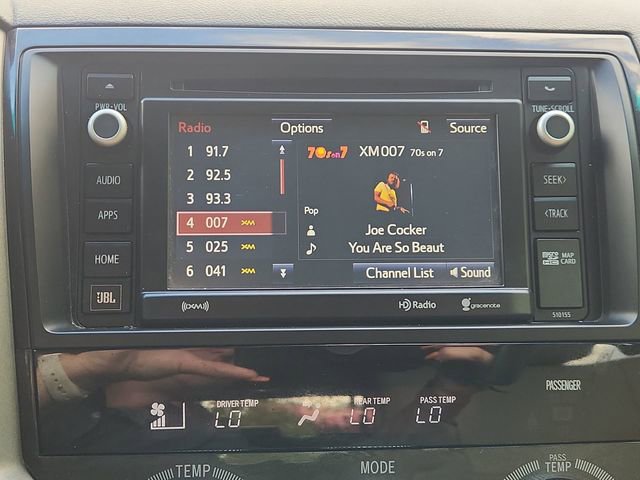 PWR·VOL
TUNE·SCROLL
Radio
Options
Source
1 91.7
2 92.5
3 93.3
4 007 XM
5 025 XM
6 041 XM
70s on 7
XM007 70s on 7
Pop
Joe Cocker
You Are So Beaut
Channel List
Sound
AUDIO
APPS
HOME
JBL
SEEK>
<TRACK
MAP CARD
510155
((XM))
HD Radio
gracenote
DRIVER TEMP
LO
REAR TEMP
LO
PASS TEMP
LO
PASSENGER
TEMP
MODE
PASS
TEMP